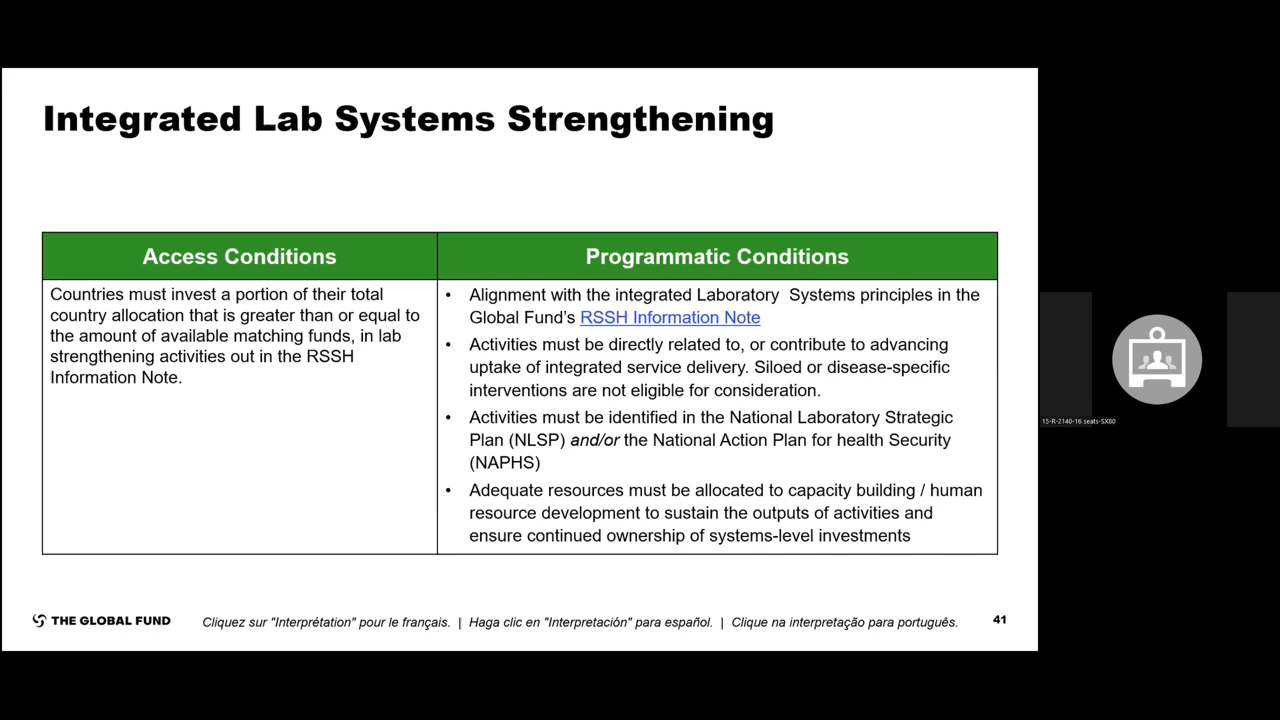 Integrated Lab Systems Strengthening
Access Conditions
Countries must invest a portion of their total
country allocation that is greater than or equal to
the amount of available matching funds, in lab
strengthening activities out in the RSSH
Information Note.
Programmatic Conditions
• Alignment with the integrated Laboratory  Systems principles in the
Global Fund’s RSSH Information Note
• Activities must be directly related to, or contribute to advancing
uptake of integrated service delivery. Siloed or disease-specific
interventions are not eligible for consideration.
• Activities must be identified in the National Laboratory Strategic
Plan (NLSP) and/or the National Action Plan for health Security
(NAPHS)
• Adequate resources must be allocated to capacity building / human
resource development to sustain the outputs of activities and
ensure continued ownership of systems-level investments
THE GLOBAL FUND
Cliquez sur "Interprétation" pour le français.  |  Haga clic en "Interpretación" para español.  |  Clique na interpretação para português.
41
15-R-2140-16 seats-SX80